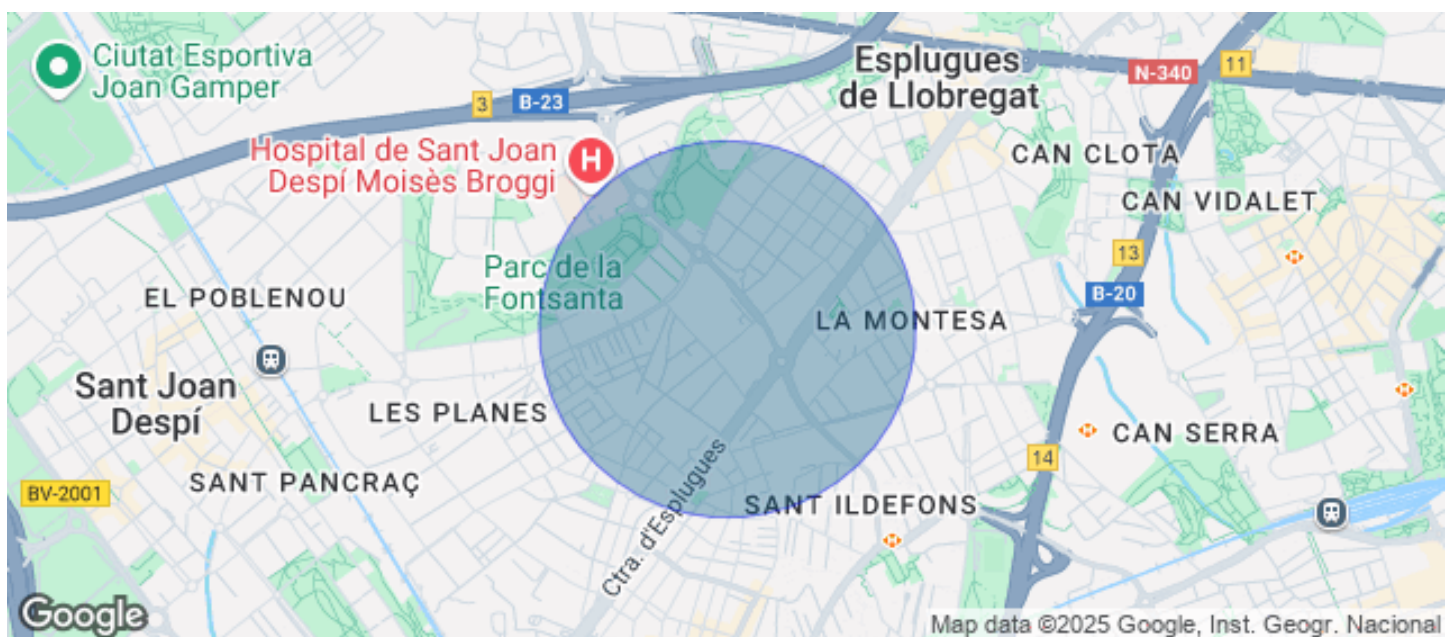 Ciutat Esportiva
Joan Gamper
3
B-23
Esplugues
de Llobregat
N-340
11
Hospital de Sant Joan
Despí Moisès Broggi
H
CAN CLOTA
CAN VIDALET
Parc de la
Fontsanta
13
B-20
EL POBLENOU
LA MONTESA
Sant Joan
Despí
LES PLANES
CAN SERRA
14
SANT PANCRAÇ
BV-2001
Ctra. d'Esplugues
SANT ILDEFONS
Google
Map data ©2025 Google, Inst. Geogr. Nacional